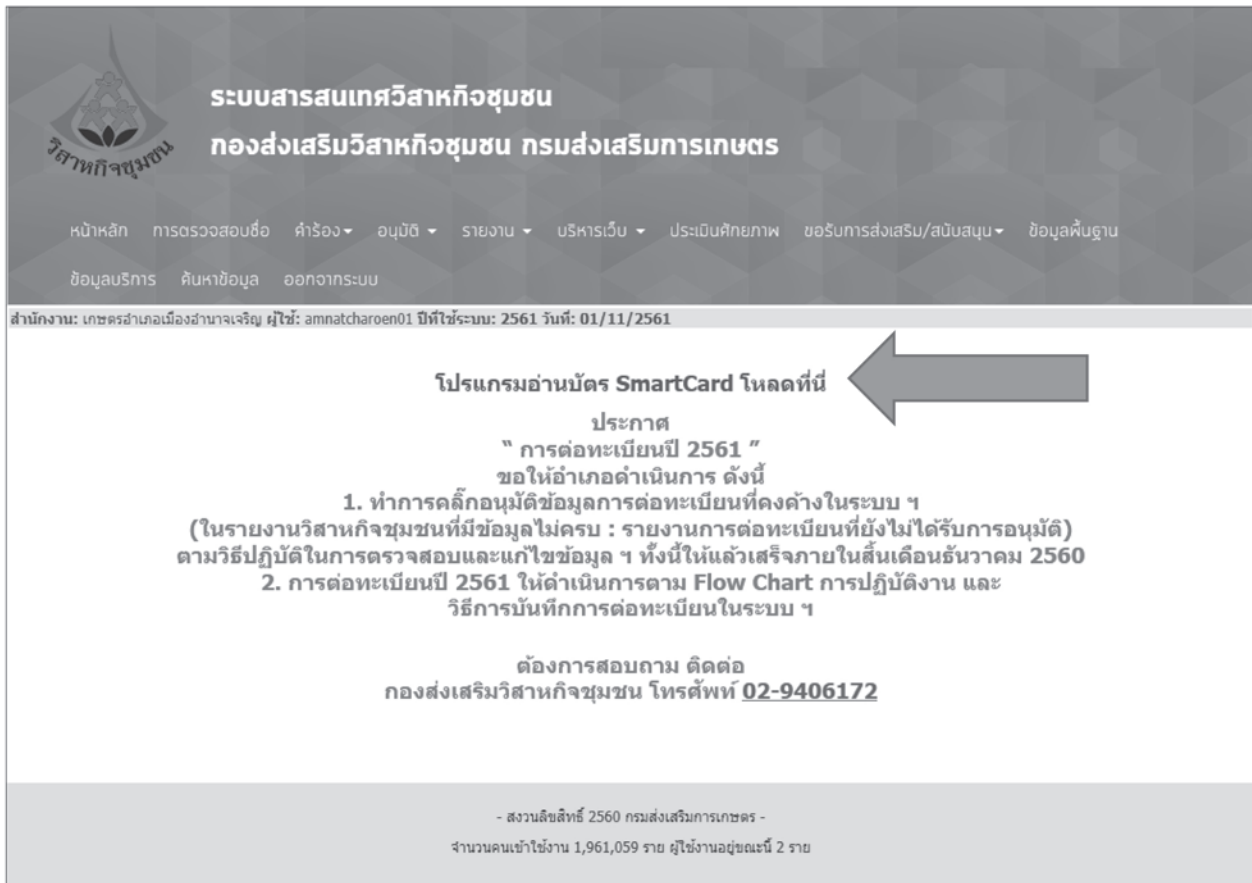 วิสาหกิจชุมชน
ระบบสารสนเทศวิสาหกิจชุมชน
กองส่งเสริมวิสาหกิจชุมชน กรมส่งเสริมการเกษตร
หน้าหลัก การตรวจสอบชื่อ คำร้อง อนุมัติ รายงาน บริหารเว็บ ประเมินศักยภาพ ขอรับการส่งเสริม/สนับสนุน ข้อมูลพื้นฐาน
ข้อมูลบริการ ค้นหาข้อมูล ออกจากระบบ
สำนักงาน: เกษตรอำเภอเมืองอำนาจเจริญ ผู้ใช้: amnatcharoen01 ปีที่ใช้ระบบ: 2561 วันที่: 01/11/2561
โปรแกรมอ่านบัตร SmartCard โหลดที่นี่
ประกาศ
" การต่อทะเบียนปี 2561 "
ขอให้อำเภอดำเนินการ ดังนี้
1. ทำการคลิ๊กอนุมัติข้อมูลการต่อทะเบียนที่คงค้างในระบบ ฯ
(ในรายงานวิสาหกิจชุมชนที่มีข้อมูลไม่ครบ : รายงานการต่อทะเบียนที่ยังไม่ได้รับการอนุมัติ)
ตามวิธีปฏิบัติในการตรวจสอบและแก้ไขข้อมูล ฯ ทั้งนี้ให้แล้วเสร็จภายในสิ้นเดือนธันวาคม 2560
2. การต่อทะเบียนปี 2561 ให้ดำเนินการตาม Flow Chart การปฏิบัติงาน และ
วิธีการบันทึกการต่อทะเบียนในระบบ ฯ
ต้องการสอบถาม ติดต่อ
กองส่งเสริมวิสาหกิจชุมชน โทรศัพท์ 02-9406172
- สงวนลิขสิทธิ์ 2560 กรมส่งเสริมการเกษตร -
จำนวนคนเข้าใช้งาน 1,961,059 ราย ผู้ใช้งานอยู่ขณะนี้ 2 ราย